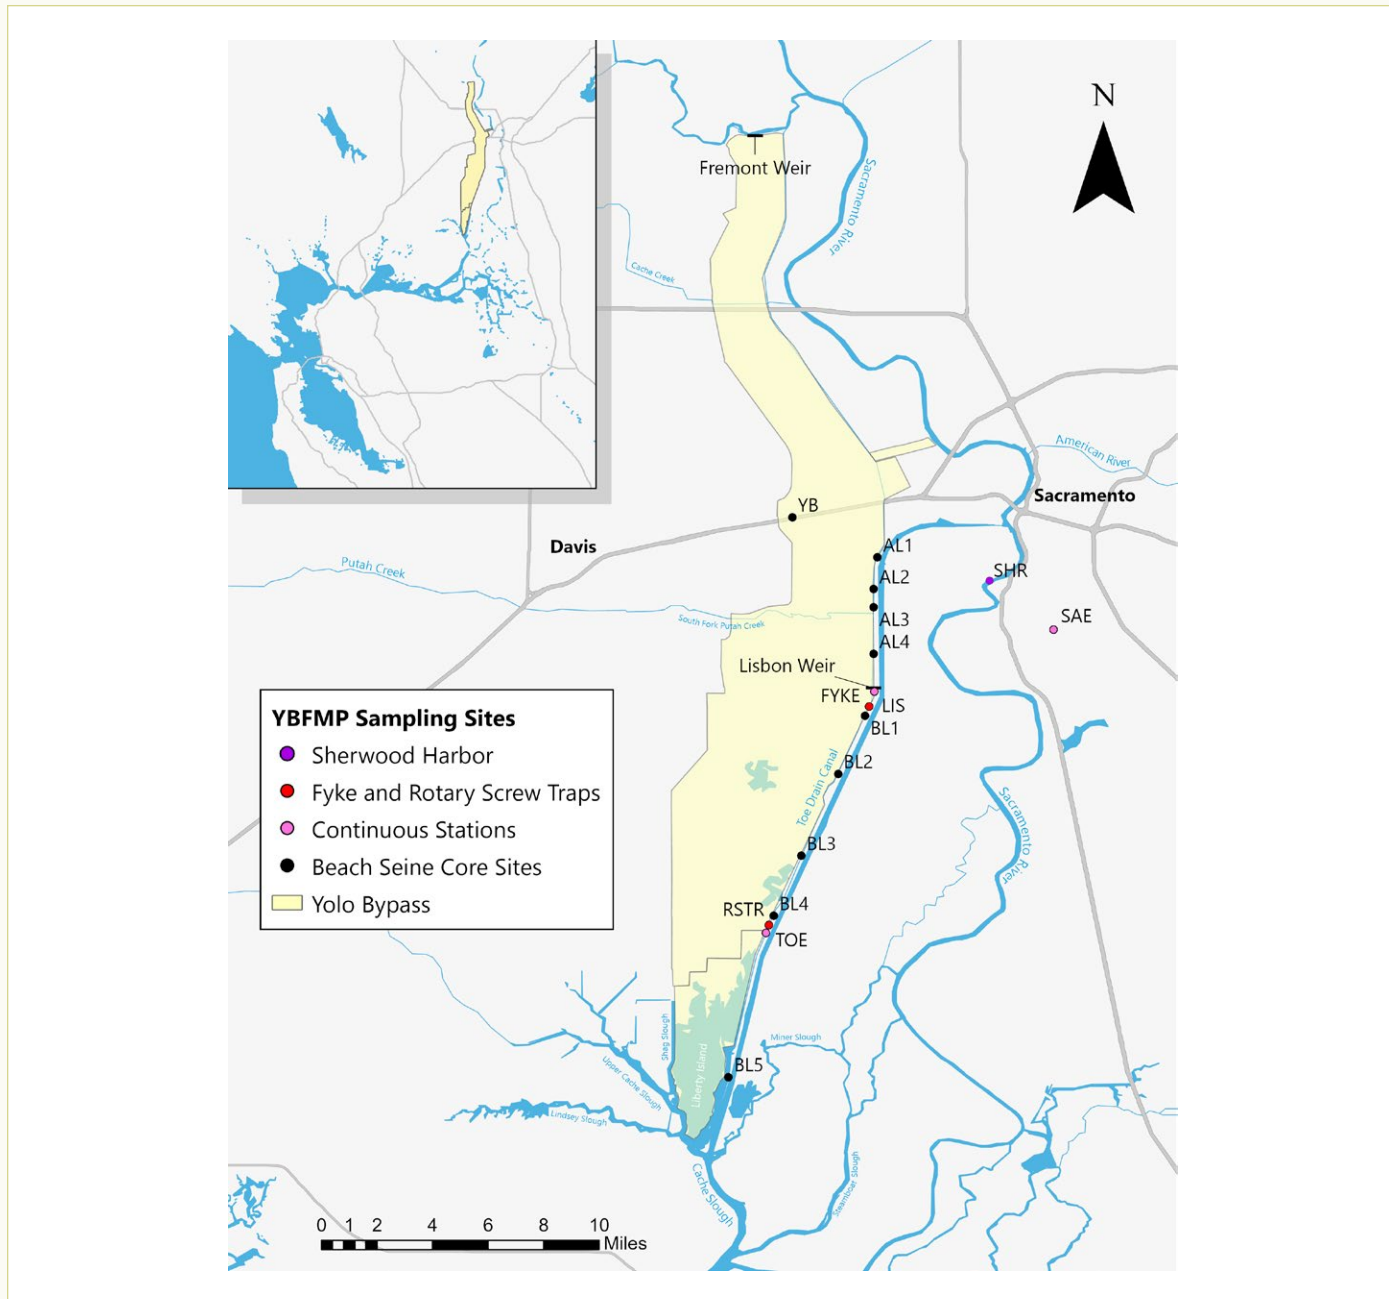 N
Fremont Weir
Sacramento River
Cache Creek
American River
Sacramento
YB
Davis
AL1
Putah Creek
AL2
SHR
South Fork Putah Creek
AL3
SAE
AL4
Lisbon Weir
FYKE
LIS
BL1
BL2
Toe Drain Canal
BL3
Sacramento River
YBFMP Sampling Sites
Sherwood Harbor
Fyke and Rotary Screw Traps
Continuous Stations
Beach Seine Core Sites
Yolo Bypass
RSTR
BL4
TOE
Shag Slough
Miner Slough
Upper Cache Slough
Liberty Island
BL5
Lindsey Slough
Cache Slough
Steamboat Slough
0 1 2 4 6 8 10
Miles